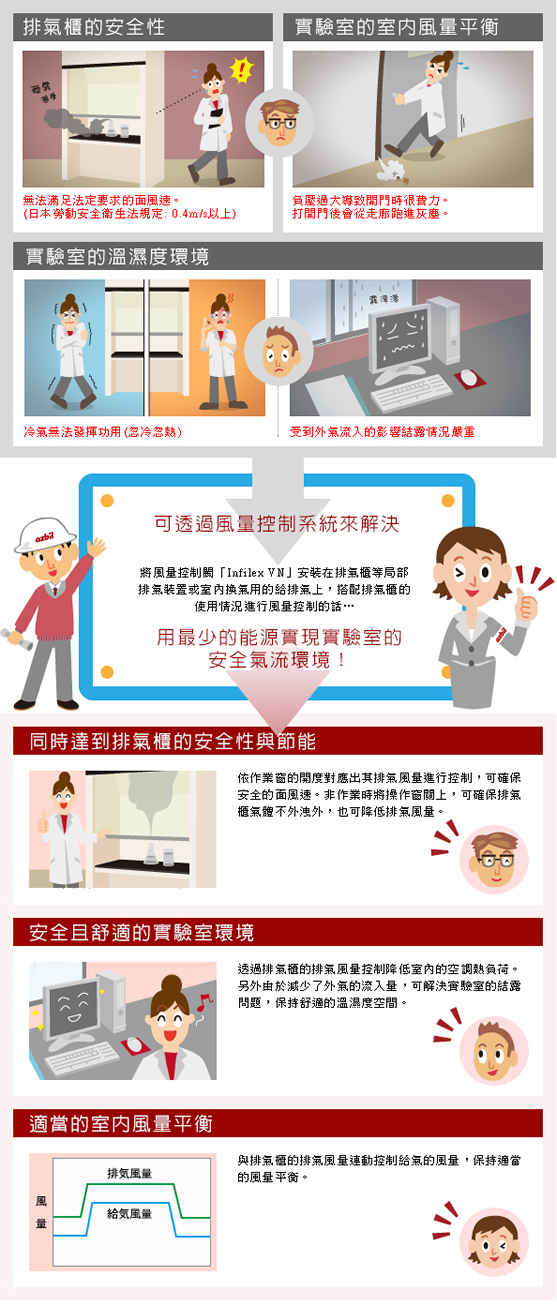 排氣櫃的安全性
實驗室的室內風量平衡
無法滿足法定要求的面風速。
(日本勞動安全衛生法規定: 0.4m/s以上)
負壓過大導致開門時很費力。
打開門後會從走廊跑進灰塵。
實驗室的溫濕度環境
露濕濕
冷氣無法發揮功用 (忽冷忽熱)
受到外氣流入的影響結露情況嚴重
可透過風量控制系統來解決
azbil
將風量控制閥「Infilex VN」安裝在排氣櫃等局部
排氣裝置或室內換氣用的給排氣上，搭配排氣櫃的
使用情況進行風量控制的話…
azbil
用最少的能源實現實驗室的
安全氣流環境！
同時達到排氣櫃的安全性與節能
依作業窗的開度對應出其排氣風量進行控制，可確保
安全的面風速。非作業時將操作窗關上，可確保排氣
櫃氣體不外洩外，也可降低排氣風量。
安全且舒適的實驗室環境
透過排氣櫃的排氣風量控制降低室內的空調熱負荷。
另外由於減少了外氣的流入量，可解決實驗室的結露
問題，保持舒適的溫濕度空間。
適當的室內風量平衡
與排氣櫃的排氣風量連動控制給氣的風量，保持適當
的風量平衡。
風量
排気風量
給気風量